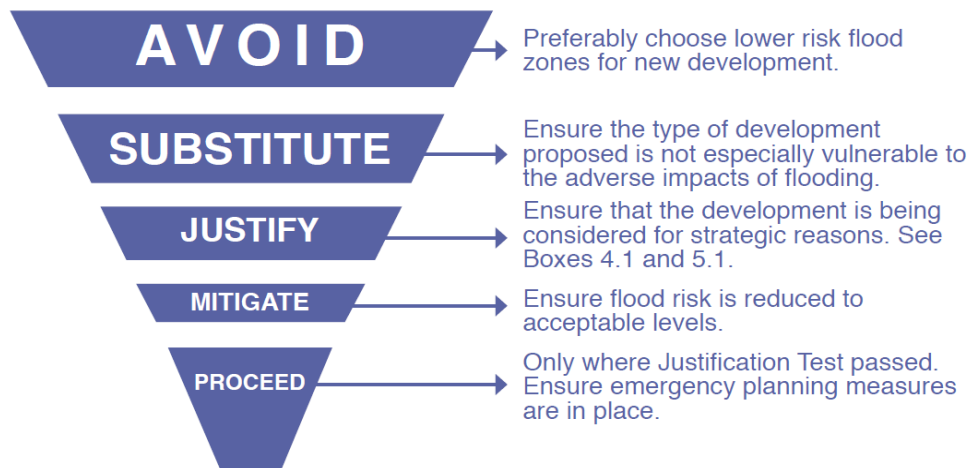 AVOID
Preferably choose lower risk flood
zones for new development.
SUBSTITUTE
Ensure the type of development
proposed is not especially vulnerable to
the adverse impacts of flooding.
JUSTIFY
Ensure that the development is being
considered for strategic reasons. See
Boxes 4.1 and 5.1.
MITIGATE
Ensure flood risk is reduced to
acceptable levels.
PROCEED
Only where Justification Test passed.
Ensure emergency planning measures
are in place.